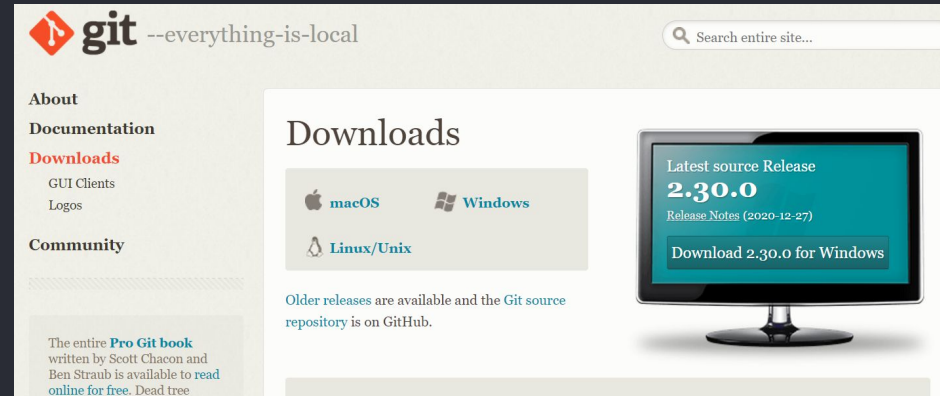 git --everything-is-local
Search entire site...
About
Documentation
Downloads
GUI Clients
Logos
Community
The entire Pro Git book
written by Scott Chacon and
Ben Straub is available to read
online for free. Dead tree
Downloads
macOS
Windows
Linux/Unix
Older releases are available and the Git source
repository is on GitHub.
Latest source Release
2.30.0
Release Notes (2020-12-27)
Download 2.30.0 for Windows